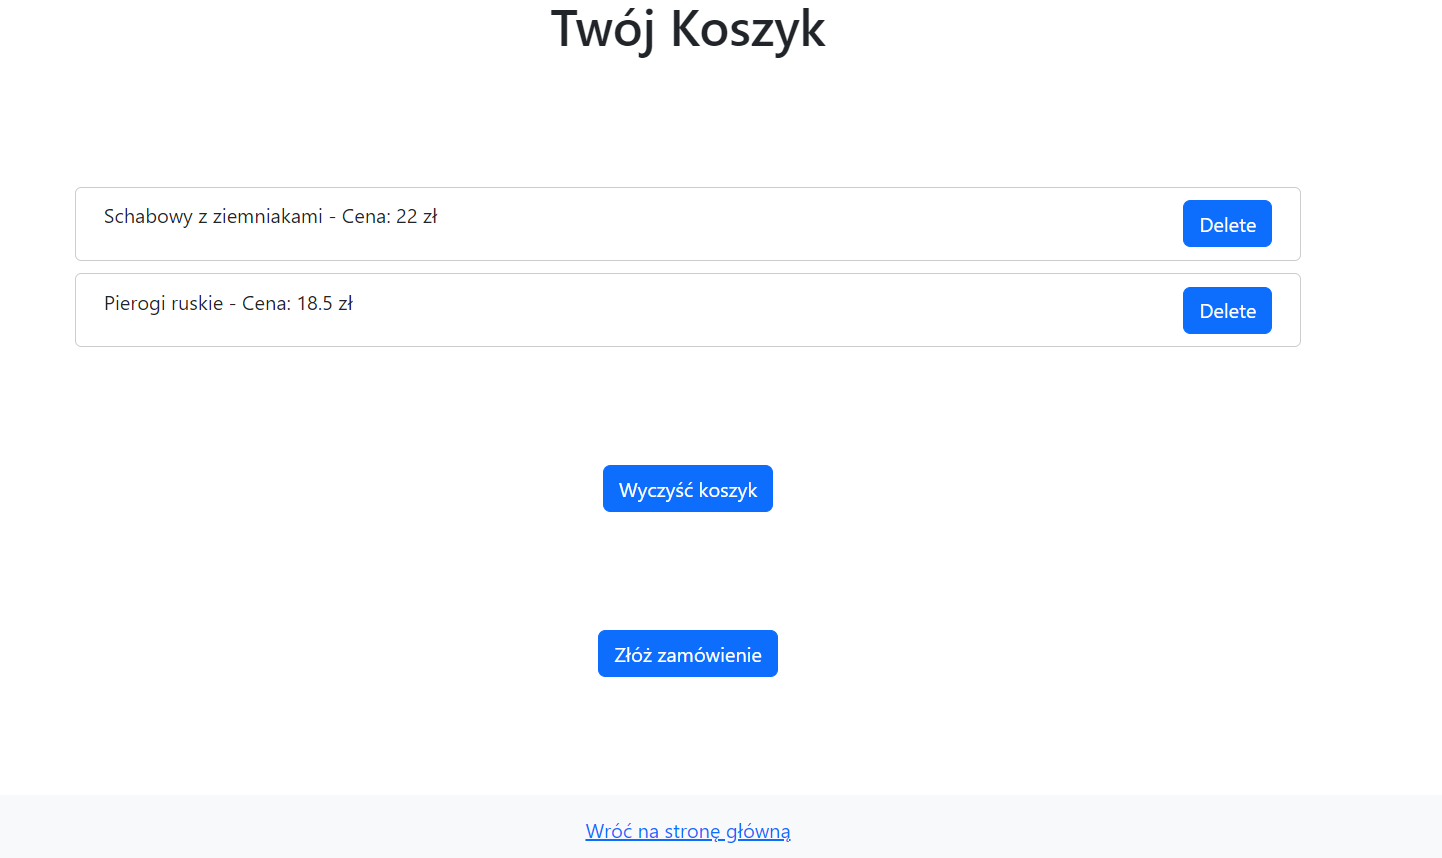 Twój Koszyk
Schabowy z ziemniakami - Cena: 22 zł
Delete
Pierogi ruskie - Cena: 18.5 zł
Delete
Wyczyść koszyk
Złóż zamówienie
Wróć na stronę główną